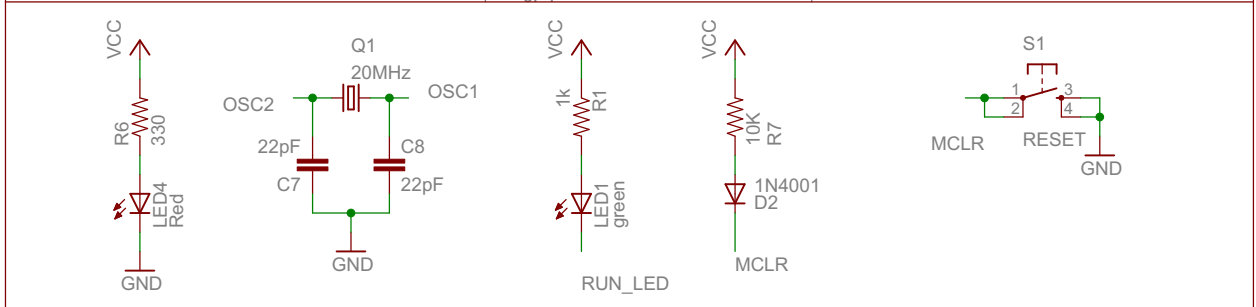 VCC
R6
330
LED4
Red
GND
Q1
20MHz
OSC2
OSC1
22pF
C8
C7
22pF
GND
VCC
1k
R1
LED1
green
RUN_LED
VCC
10K
R7
1N4001
D2
MCLR
S1
1
3
2
4
MCLR
RESET
GND